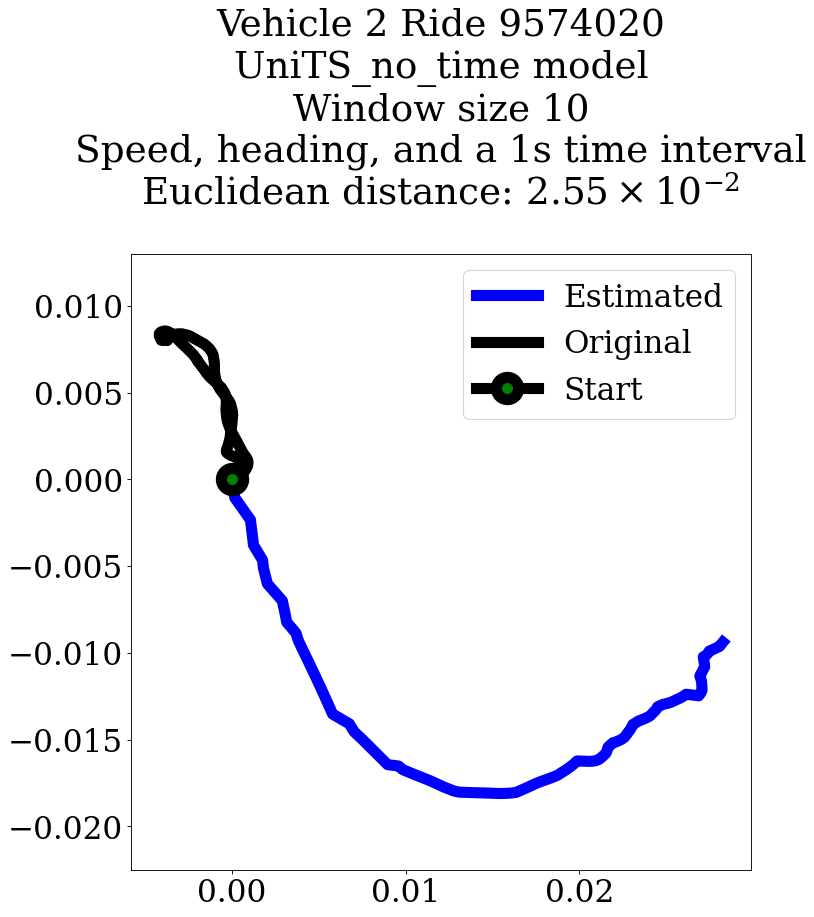 Vehicle 2 Ride 9574020
UniTS_no_time model
Window size 10
Speed, heading, and a 1s time interval
Euclidean distance: 2.55 × 10⁻²
Estimated
Original
Start
0.010
0.005
0.000
−0.005
−0.010
−0.015
−0.020
0.00 0.01 0.02